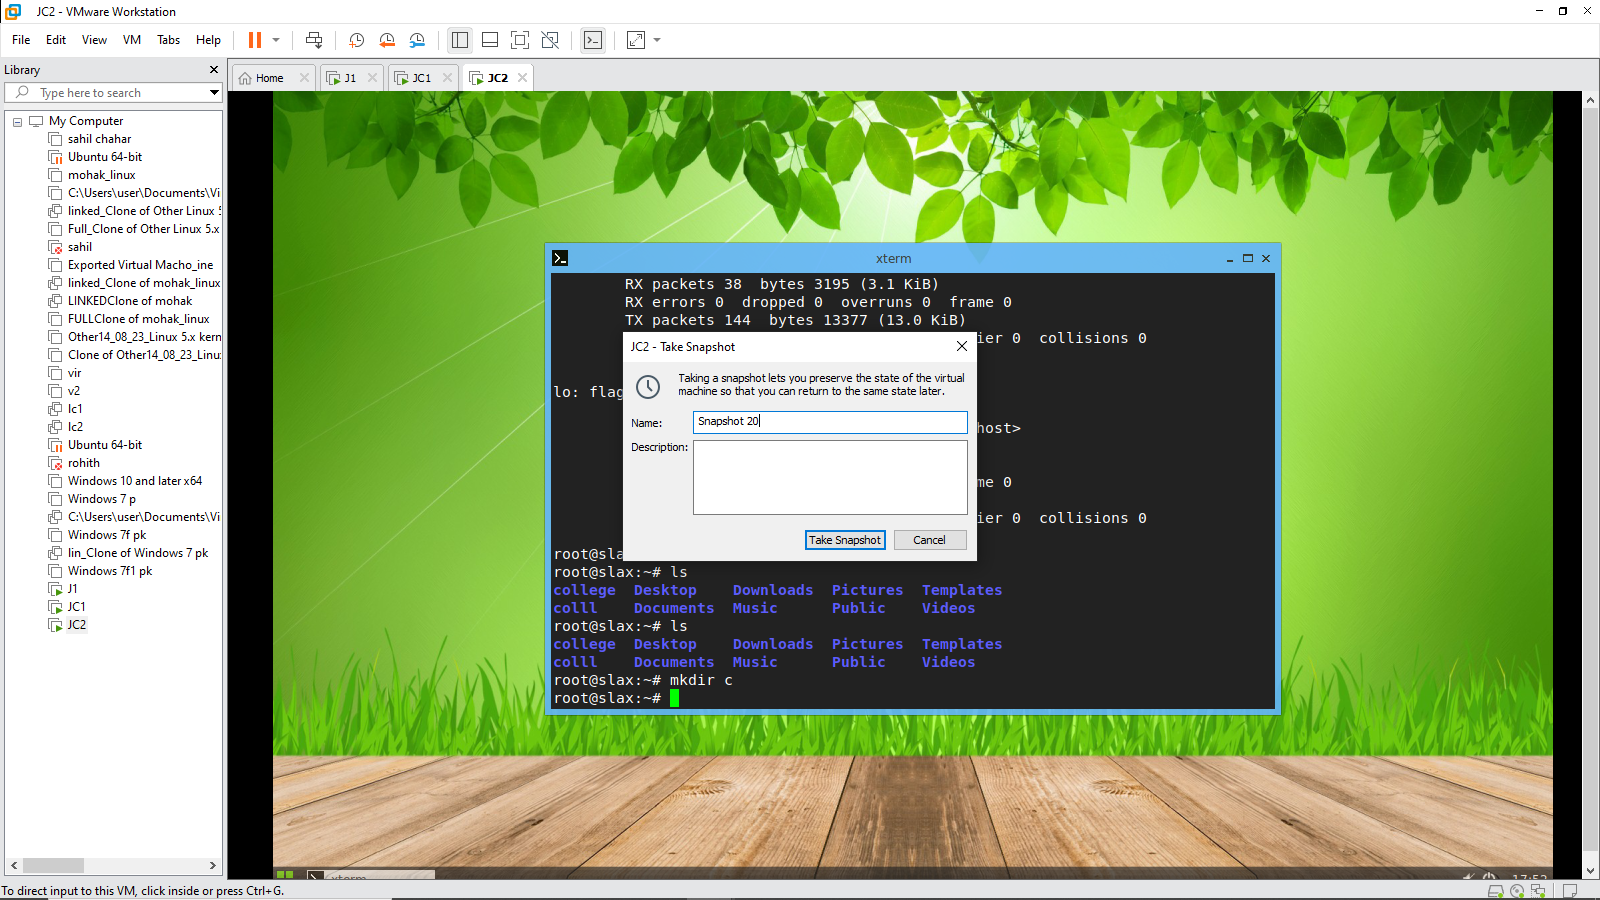 JC2 - VMware Workstation
File Edit View VM Tabs Help
Library
Type here to search
Home J1 JC1 JC2
My Computer
sahil chahar
Ubuntu 64-bit
mohak_linux
C:\Users\user\Documents\Vi
linked_Clone of Other Linux 5
Full_Clone of Other Linux 5.x
sahil
Exported Virtual Macho_ine
linked_Clone of mohak_linux
LINKEDClone of mohak
FULLClone of mohak_linux
Other14_08_23_Linux 5.x kern
Clone of Other14_08_23_Linu
vir
v2
lc1
lc2
Ubuntu 64-bit
rohith
Windows 10 and later x64
Windows 7 p
C:\Users\user\Documents\Vi
Windows 7f pk
lin_Clone of Windows 7 pk
Windows 7f1 pk
J1
JC1
JC2
xterm
RX packets 38 bytes 3195 (3.1 KiB)
RX errors 0 dropped 0 overruns 0 frame 0
TX packets 144 bytes 13377 (13.0 KiB)
ier 0 collisions 0
lo: flag
host>
me 0
ier 0 collisions 0
root@sla
root@slax:~# ls
college Desktop Downloads Pictures Templates
colll Documents Music Public Videos
root@slax:~# ls
college Desktop Downloads Pictures Templates
colll Documents Music Public Videos
root@slax:~# mkdir c
root@slax:~#
JC2 - Take Snapshot
Taking a snapshot lets you preserve the state of the virtual
machine so that you can return to the same state later.
Name: Snapshot 20
Description:
Take Snapshot Cancel
xterm
17:52
To direct input to this VM, click inside or press Ctrl+G.